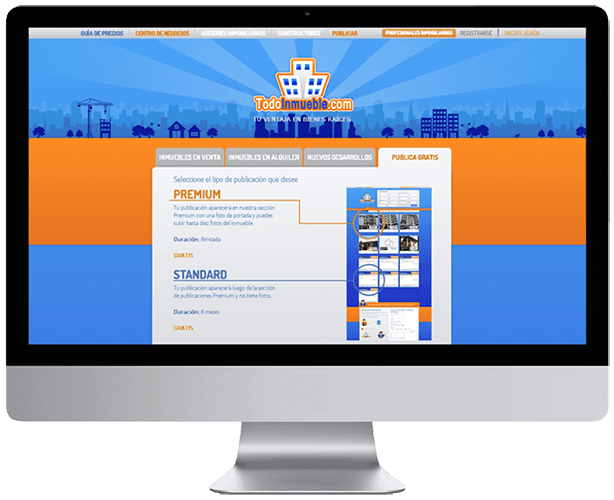 GUÍA DE PRECIOS CENTRO DE NEGOCIOS ASESORES INMOBILIARIOS CONSTRUCTORES PUBLICAR PROFESIONALES INMOBILIARIOS REGISTRARSE INICIAR SESIÓN
TodoInmueble.com
TU VENTAJA EN BIENES RAÍCES
INMUEBLES EN VENTA INMUEBLES EN ALQUILER NUEVOS DESARROLLOS PUBLICA GRATIS
Seleccione el tipo de publicación que desee
PREMIUM
Tu publicación aparecerá en nuestra sección
Premium con una foto de portada y puedes
subir hasta diez fotos del inmueble.
Duración: Ilimitada
GRATIS
STANDARD
Tu publicación aparecerá luego de la sección
de publicaciones Premium y no tiene fotos.
Duración: 6 meses
GRATIS